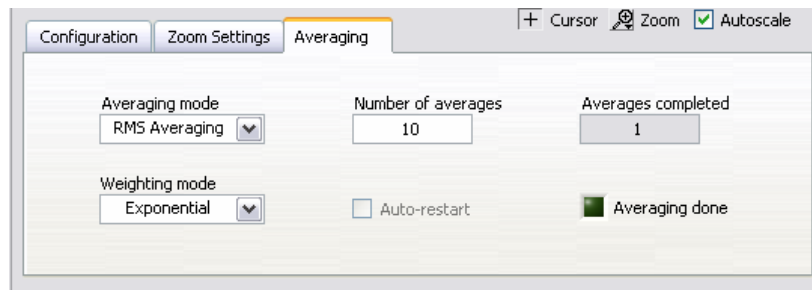 Cursor Zoom Autoscale
Configuration Zoom Settings Averaging
Averaging mode Number of averages Averages completed
RMS Averaging 10 1
Weighting mode
Exponential Auto-restart Averaging done